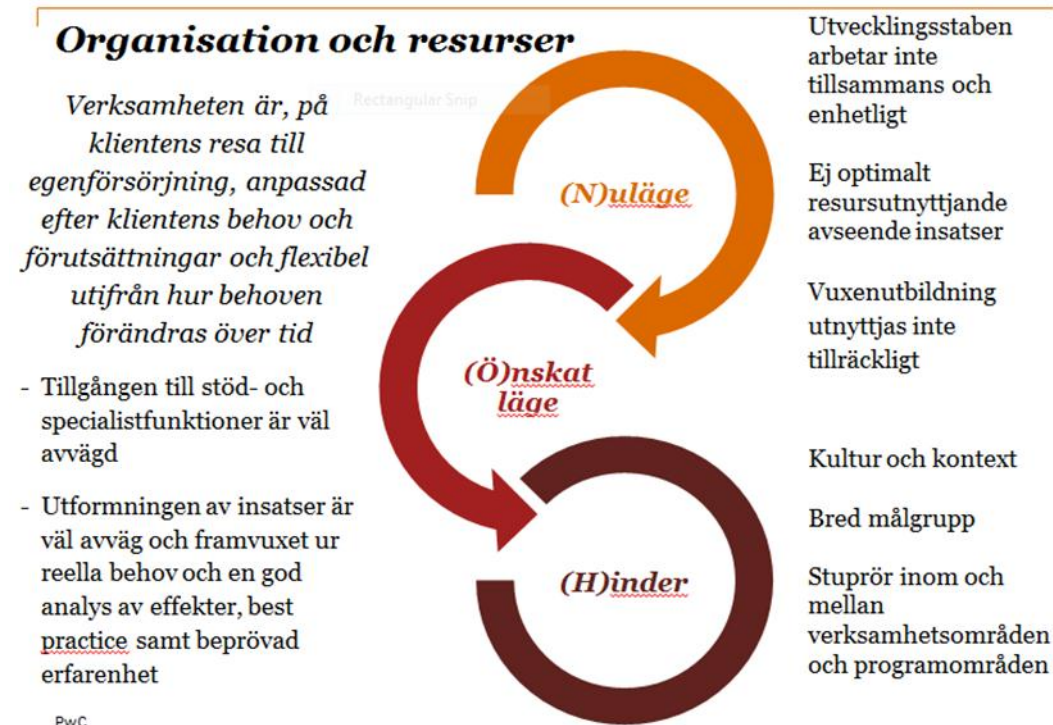 Organisation och resurser
Rectangular Snip
Verksamheten är, på
klientens resa till
egenförsörjning, anpassad
efter klientens behov och
förutsättningar och flexibel
utifrån hur behoven
förändras över tid
- Tillgången till stöd- och
specialistfunktioner är väl
avvägd
- Utformningen av insatser är
väl avväg och framvuxet ur
reella behov och en god
analys av effekter, best
practice samt beprövad
erfarenhet
PwC
(N)uläge
(Ö)nskat
läge
(H)inder
Utvecklingsstaben
arbetar inte
tillsammans och
enhetligt
Ej optimalt
resursutnyttjande
avseende insatser
Vuxenutbildning
utnyttjas inte
tillräckligt
Kultur och kontext
Bred målgrupp
Stuprör inom och
mellan
verksamhetsområden
och programområden